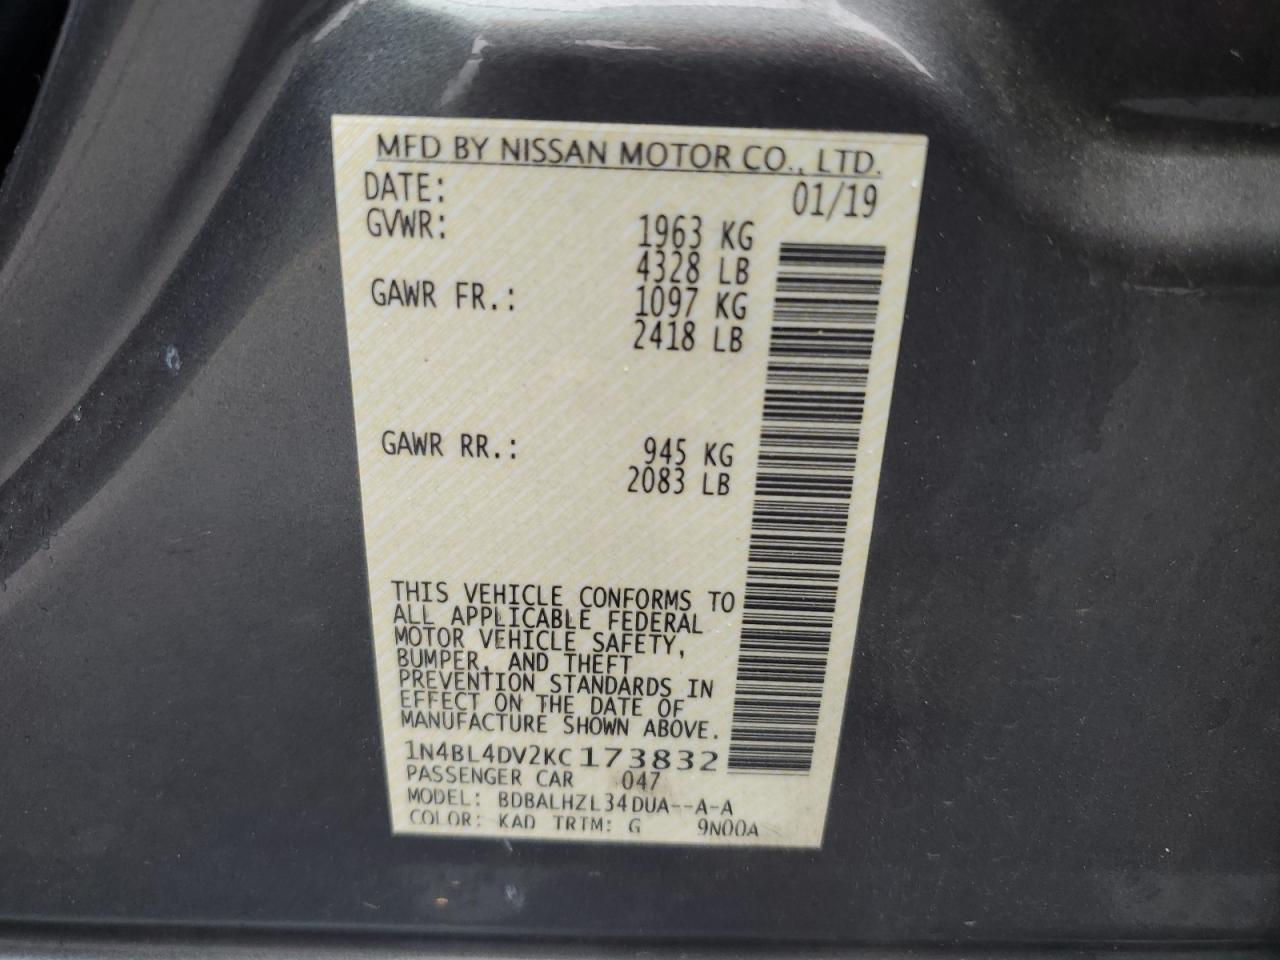 MFD BY NISSAN MOTOR CO., LTD.
DATE: 01/19
GVWR: 1963 KG
4328 LB
GAWR FR.: 1097 KG
2418 LB
GAWR RR.: 945 KG
2083 LB
THIS VEHICLE CONFORMS TO
ALL APPLICABLE FEDERAL
MOTOR VEHICLE SAFETY,
BUMPER, AND THEFT
PREVENTION STANDARDS IN
EFFECT ON THE DATE OF
MANUFACTURE SHOWN ABOVE.
1N4BL4DV2KC173832
PASSENGER CAR 047
MODEL: BDBALHZL34DUA--A-A
COLOR: KAD TRIM: G 9N00A